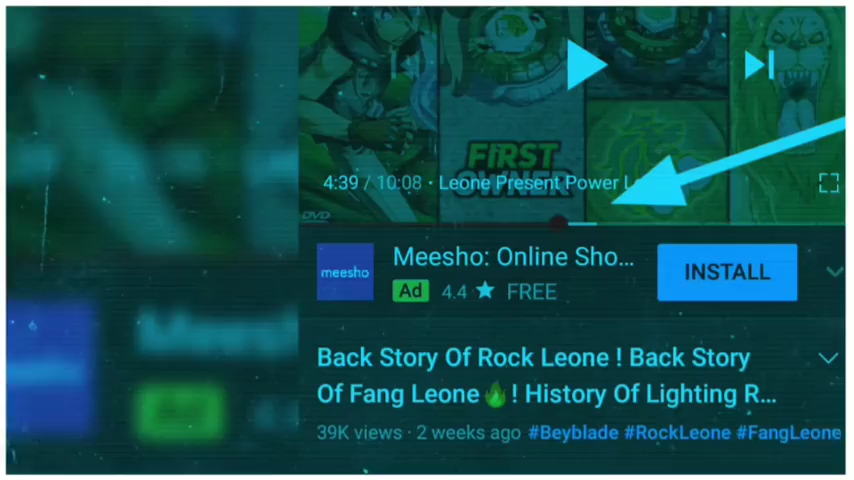 FIRST
OWNER
4:39 / 10:08 · Leone Present Power
DVD
meesho
Meesho: Online Sho...
Ad 4.4 ★ FREE
INSTALL
Back Story Of Rock Leone ! Back Story
Of Fang Leone🔥! History Of Lighting R...
39K views · 2 weeks ago #Beyblade #RockLeone #FangLeone